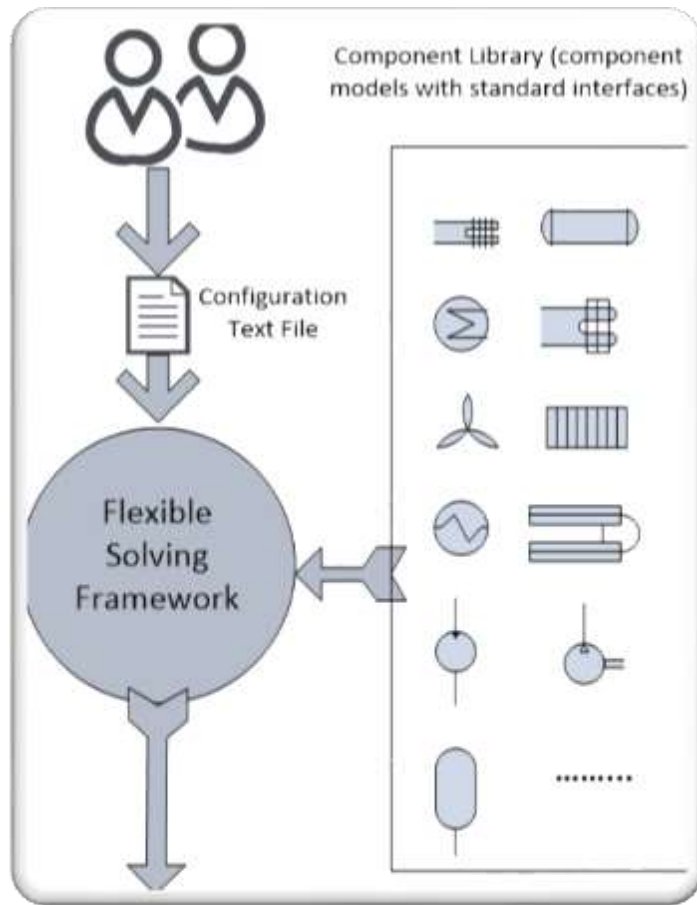 Component Library (component
models with standard interfaces)
Configuration
Text File
Flexible
Solving
Framework